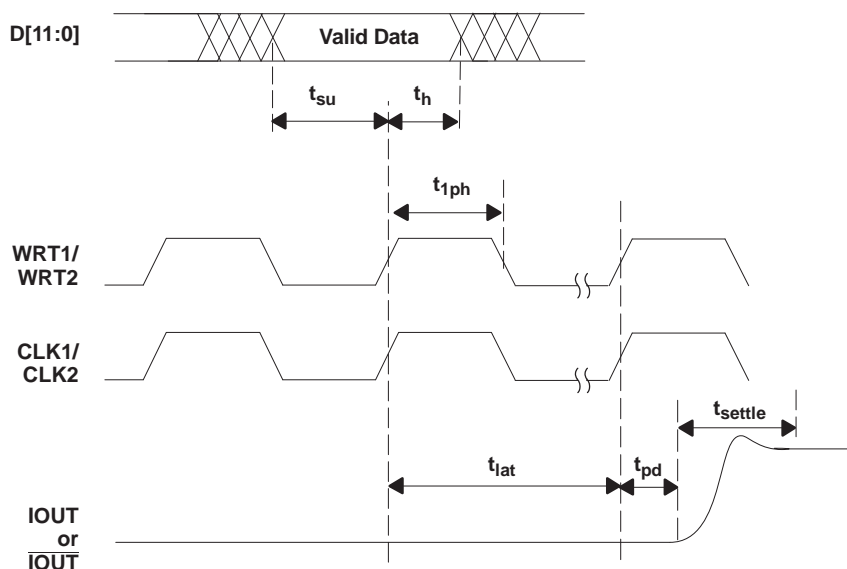 D[11:0]
Valid Data
tsu
th
t1ph
WRT1/
WRT2
CLK1/
CLK2
tsettle
tlat
tpd
IOUT
or
IOUT